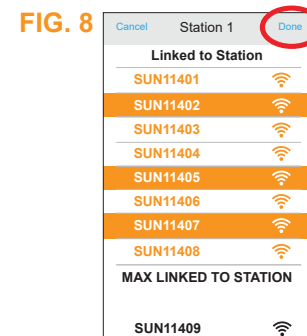 FIG. 8
Cancel Station 1 Done
Linked to Station
SUN11401
SUN11402
SUN11403
SUN11404
SUN11405
SUN11406
SUN11407
SUN11408
MAX LINKED TO STATION
SUN11409